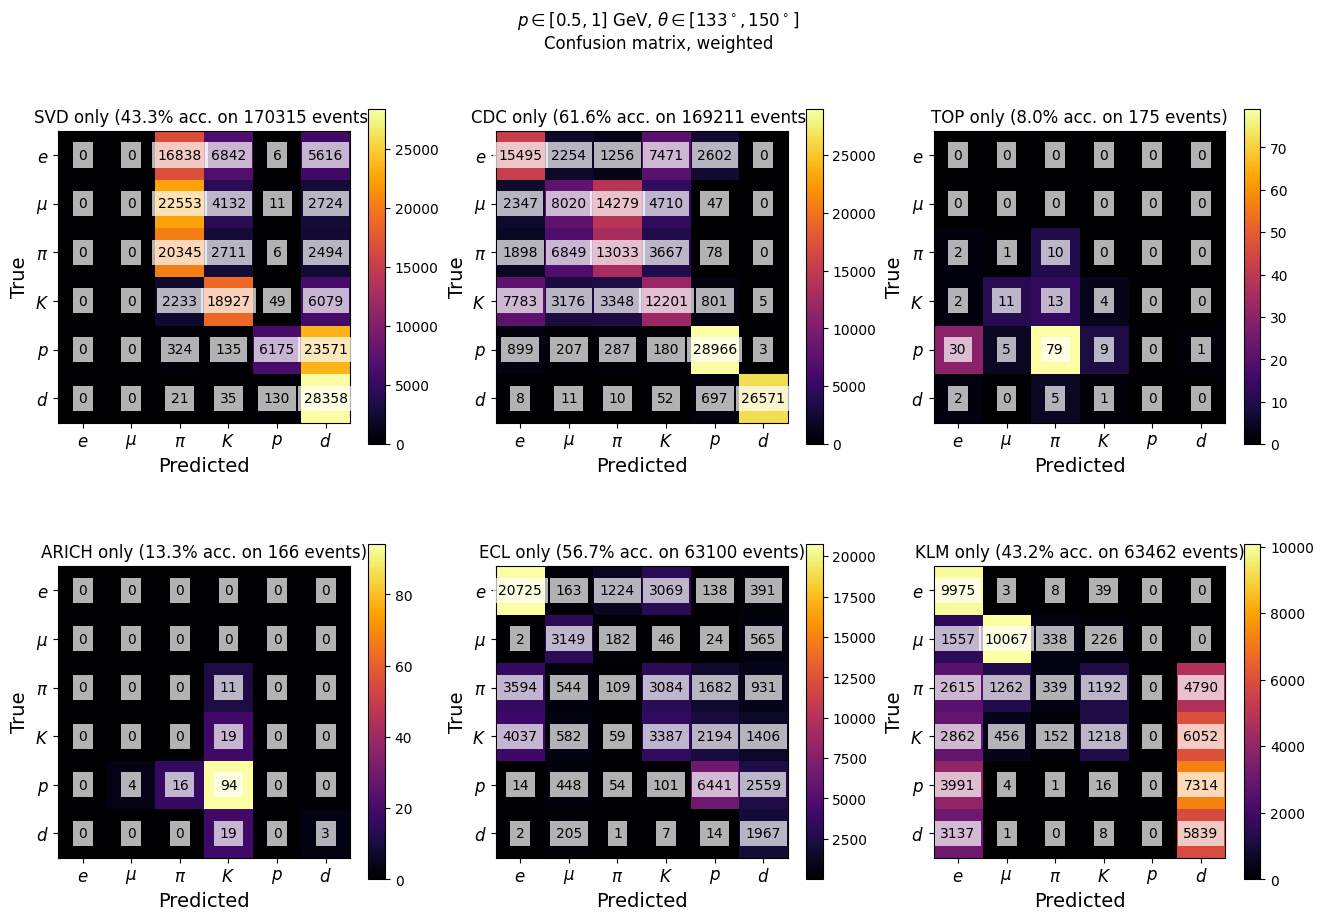 p ∈ [0.5, 1] GeV, θ ∈ [133°, 150°]
Confusion matrix, weighted
SVD only (43.3% acc. on 170315 events
True
e 0 0 16838 6842 6 5616
μ 0 0 22553 4132 11 2724
π 0 0 20345 2711 6 2494
K 0 0 2233 18927 49 6079
p 0 0 324 135 6175 23571
d 0 0 21 35 130 28358
e μ π K p d
Predicted
25000
20000
15000
10000
5000
0
CDC only (61.6% acc. on 169211 events
True
e 15495 2254 1256 7471 2602 0
μ 2347 8020 14279 4710 47 0
π 1898 6849 13033 3667 78 0
K 7783 3176 3348 12201 801 5
p 899 207 287 180 28966 3
d 8 11 10 52 697 26571
e μ π K p d
Predicted
25000
20000
15000
10000
5000
0
TOP only (8.0% acc. on 175 events)
True
e 0 0 0 0 0 0
μ 0 0 0 0 0 0
π 2 1 10 0 0 0
K 2 11 13 4 0 0
p 30 5 79 9 0 1
d 2 0 5 1 0 0
e μ π K p d
Predicted
70
60
50
40
30
20
10
0
ARICH only (13.3% acc. on 166 events)
True
e 0 0 0 0 0 0
μ 0 0 0 0 0 0
π 0 0 0 11 0 0
K 0 0 0 19 0 0
p 0 4 16 94 0 0
d 0 0 0 19 0 3
e μ π K p d
Predicted
80
60
40
20
0
ECL only (56.7% acc. on 63100 events)
True
e 20725 163 1224 3069 138 391
μ 2 3149 182 46 24 565
π 3594 544 109 3084 1682 931
K 4037 582 59 3387 2194 1406
p 14 448 54 101 6441 2559
d 2 205 1 7 14 1967
e μ π K p d
Predicted
20000
17500
15000
12500
10000
7500
5000
2500
KLM only (43.2% acc. on 63462 events)
True
e 9975 3 8 39 0 0
μ 1557 10067 338 226 0 0
π 2615 1262 339 1192 0 4790
K 2862 456 152 1218 0 6052
p 3991 4 1 16 0 7314
d 3137 1 0 8 0 5839
e μ π K p d
Predicted
10000
8000
6000
4000
2000
0